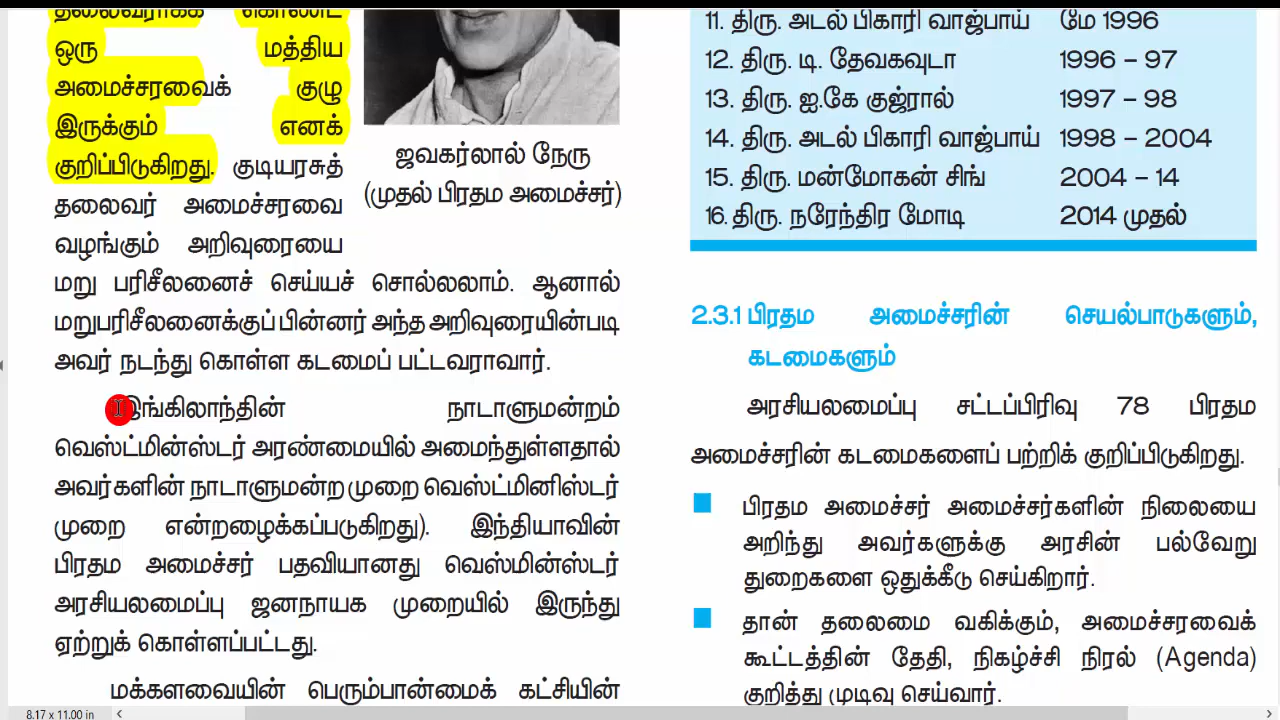 தலைவராகக் கொண்ட
ஒரு மத்திய
அமைச்சரவைக் குழு
இருக்கும் எனக்
குறிப்பிடுகிறது. குடியரசுத்
தலைவர் அமைச்சரவை
வழங்கும் அறிவுரையை
மறு பரிசீலனைச் செய்யச் சொல்லலாம். ஆனால்
மறுபரிசீலனைக்குப் பின்னர் அந்த அறிவுரையின்படி
அவர் நடந்து கொள்ள கடமைப் பட்டவராவார்.
ஜவகர்லால் நேரு
(முதல் பிரதம அமைச்சர்)
இங்கிலாந்தின் நாடாளுமன்றம்
வெஸ்ட்மின்ஸ்டர் அரண்மையில் அமைந்துள்ளதால்
அவர்களின் நாடாளுமன்ற முறை வெஸ்ட்மினிஸ்டர்
முறை என்றழைக்கப்படுகிறது). இந்தியாவின்
பிரதம அமைச்சர் பதவியானது வெஸ்மின்ஸ்டர்
அரசியலமைப்பு ஜனநாயக முறையில் இருந்து
ஏற்றுக் கொள்ளப்பட்டது.
மக்களவையின் பெரும்பான்மைக் கட்சியின்
11. திரு. அடல் பிகாரி வாஜ்பாய் மே 1996
12. திரு. டி. தேவகவுடா 1996 – 97
13. திரு. ஐ.கே குஜ்ரால் 1997 – 98
14. திரு. அடல் பிகாரி வாஜ்பாய் 1998 – 2004
15. திரு. மன்மோகன் சிங் 2004 – 14
16. திரு. நரேந்திர மோடி 2014 முதல்
2.3.1 பிரதம அமைச்சரின் செயல்பாடுகளும்,
கடமைகளும்
அரசியலமைப்பு சட்டப்பிரிவு 78 பிரதம
அமைச்சரின் கடமைகளைப் பற்றிக் குறிப்பிடுகிறது.
பிரதம அமைச்சர் அமைச்சர்களின் நிலையை
அறிந்து அவர்களுக்கு அரசின் பல்வேறு
துறைகளை ஒதுக்கீடு செய்கிறார்.
தான் தலைமை வகிக்கும், அமைச்சரவைக்
கூட்டத்தின் தேதி, நிகழ்ச்சி நிரல் (Agenda)
குறித்து முடிவு செய்வார்.
8.17 x 11.00 in